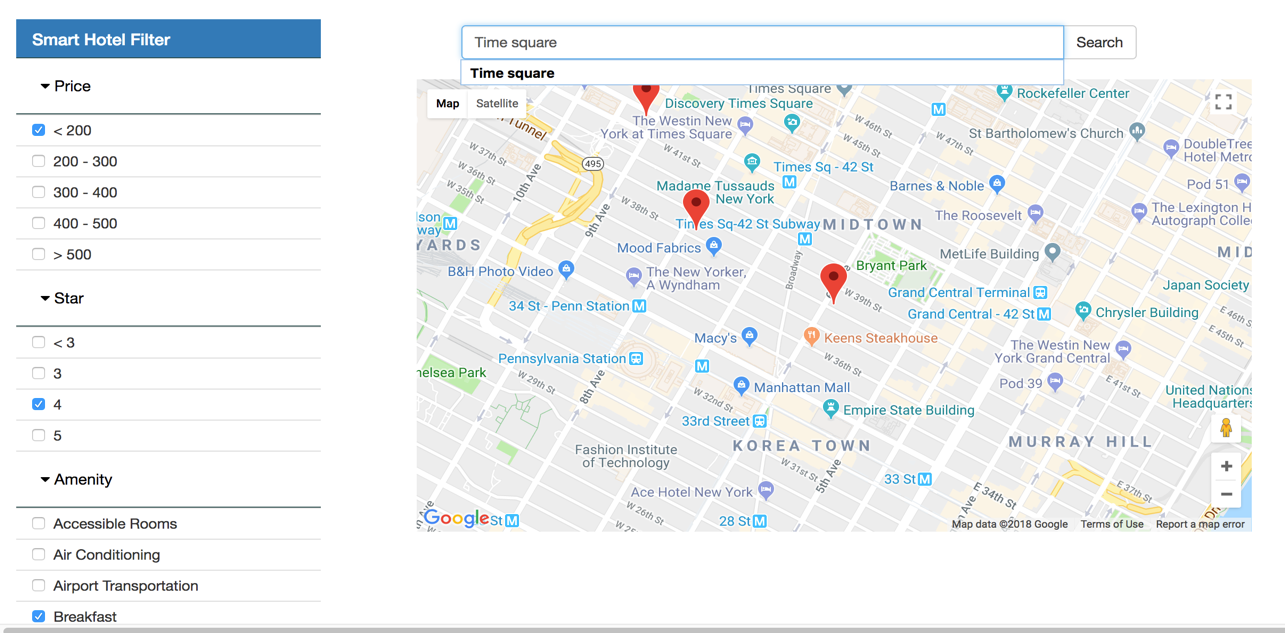 Smart Hotel Filter
Price
< 200
200 - 300
300 - 400
400 - 500
> 500
Star
< 3
3
4
5
Amenity
Accessible Rooms
Air Conditioning
Airport Transportation
Breakfast
Time square
Search
Time square
Map
Satellite
Times Square
Rockefeller Center
Discovery Times Square
Tunnel
The Westin New
York at Times Square
W 46th St
W 45th St
W 47th St
St Bartholomew's Church
DoubleTree
Hotel Metro
W 37th St
W 36th St
W 35th St
W 41st St
495
10th Ave
Times Sq - 42 St
Madame Tussauds
New York
Barnes & Noble
Pod 51
W 38th St
9th Ave
Times Sq-42 St Subway
MIDTOWN
The Roosevelt
The Lexington H
Autograph Colle
lson
way
YARDS
Mood Fabrics
MetLife Building
MID
B&H Photo Video
The New Yorker,
A Wyndham
Broadway
Bryant Park
W 39th St
Grand Central Terminal
Japan Society
34 St - Penn Station
Grand Central - 42 St
Chrysler Building
E 46th S
E 45th St
Macy's
Keens Steakhouse
The Westin New
York Grand Central
Pennsylvania Station
W 36th St
elsea Park
W 29th St
8th Ave
Manhattan Mall
Pod 39
E 41st St
United Nations
Headquarters
W 32nd St
Empire State Building
33rd Street
KOREA TOWN
MURRAY HILL
Fashion Institute
of Technology
W 31st St
5th Ave
33 St
E 37th St
Ace Hotel New York
E 34th St
W 26th St
Google
St
28 St
W 25
Ave
Dr
Map data ©2018 Google
Terms of Use
Report a map error